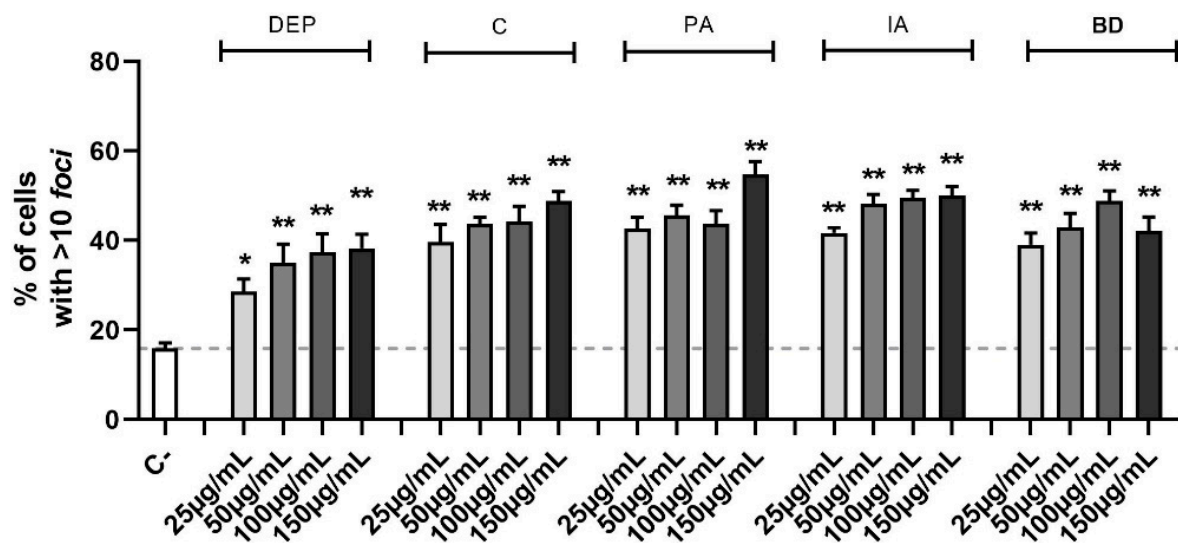 DEP C PA IA BD
80
60
40
20
0
% of cells
with >10 foci
* ** ** **
** ** ** **
** ** ** **
** ** ** **
** ** ** **
C-
25µg/mL
50µg/mL
100µg/mL
150µg/mL
25µg/mL
50µg/mL
100µg/mL
150µg/mL
25µg/mL
50µg/mL
100µg/mL
150µg/mL
25µg/mL
50µg/mL
100µg/mL
150µg/mL
25µg/mL
50µg/mL
100µg/mL
150µg/mL